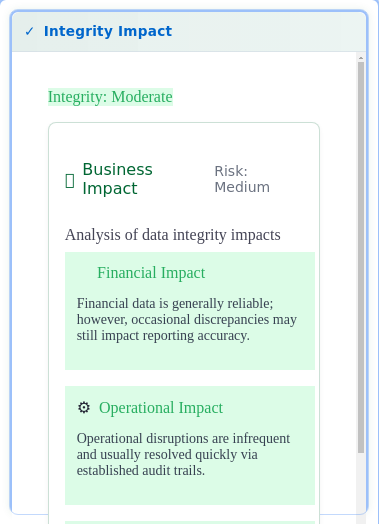 ✓ Integrity Impact
Integrity: Moderate
Business
Impact
Risk:
Medium
Analysis of data integrity impacts
Financial Impact
Financial data is generally reliable;
however, occasional discrepancies may
still impact reporting accuracy.
⚙ Operational Impact
Operational disruptions are infrequent
and usually resolved quickly via
established audit trails.